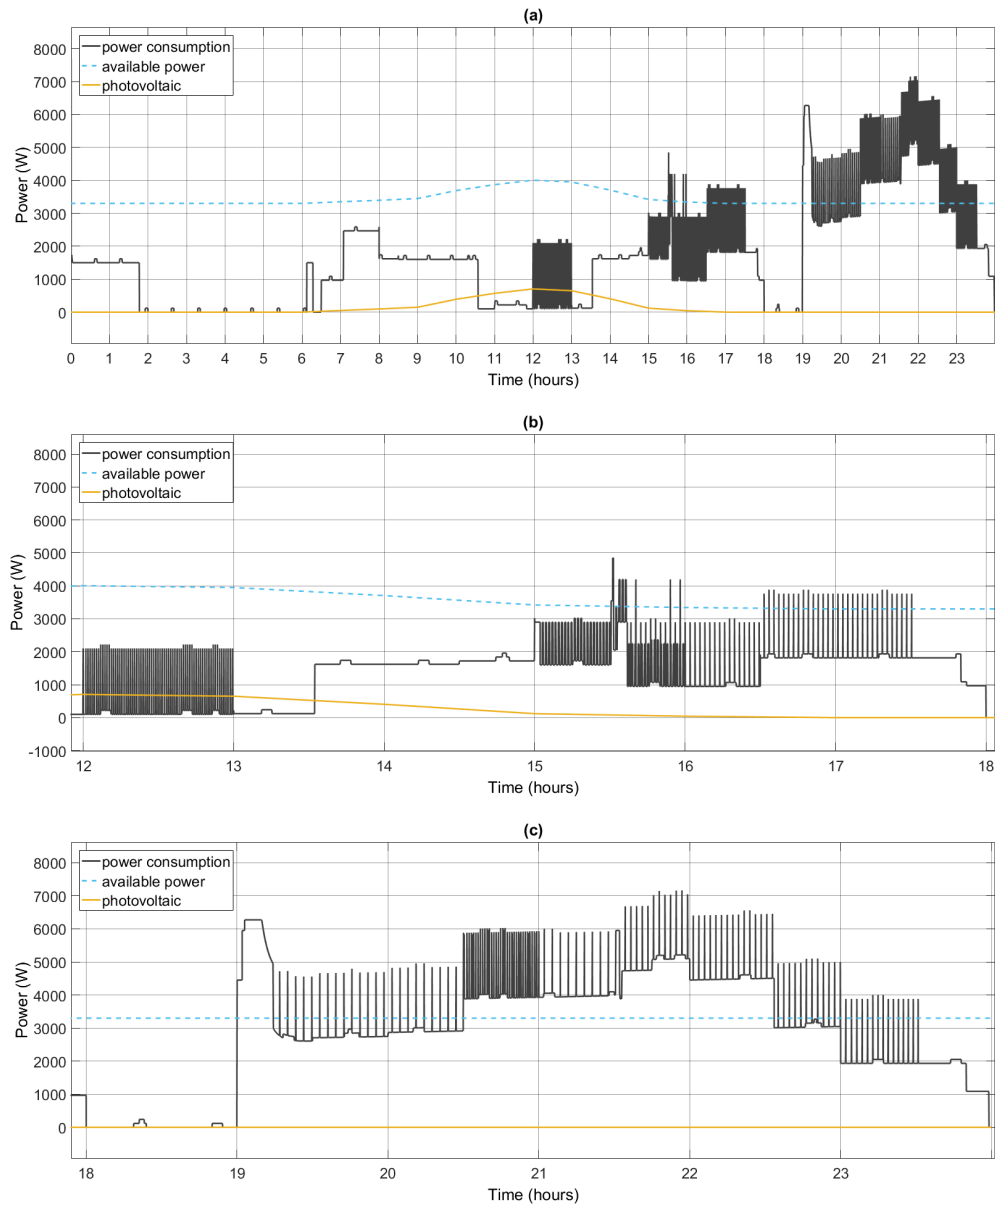 (a)
power consumption
available power
photovoltaic
8000
7000
6000
5000
4000
3000
2000
1000
0
Power (W)
0 1 2 3 4 5 6 7 8 9 10 11 12 13 14 15 16 17 18 19 20 21 22 23
Time (hours)
(b)
power consumption
available power
photovoltaic
8000
7000
6000
5000
4000
3000
2000
1000
0
-1000
Power (W)
12 13 14 15 16 17 18
Time (hours)
(c)
power consumption
available power
photovoltaic
8000
7000
6000
5000
4000
3000
2000
1000
0
Power (W)
18 19 20 21 22 23
Time (hours)